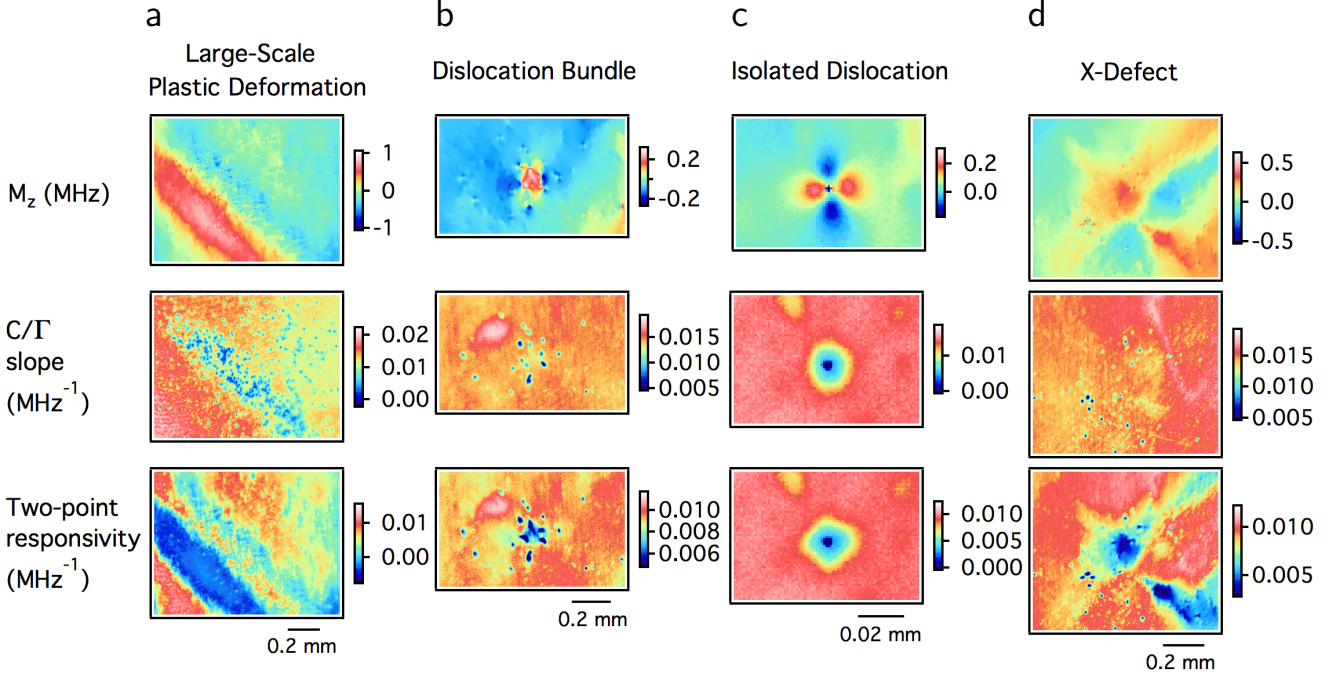 a
b
c
d
Large-Scale
Plastic Deformation
Dislocation Bundle
Isolated Dislocation
X-Defect
M_z (MHz)
1
0
-1
0.2
-0.2
0.2
0.0
0.5
0.0
-0.5
C/Γ
slope
(MHz⁻¹)
0.02
0.01
0.00
0.015
0.010
0.005
0.01
0.00
0.015
0.010
0.005
Two-point
responsivity
(MHz⁻¹)
0.01
0.00
0.010
0.008
0.006
0.010
0.005
0.000
0.010
0.005
0.2 mm
0.2 mm
0.02 mm
0.2 mm